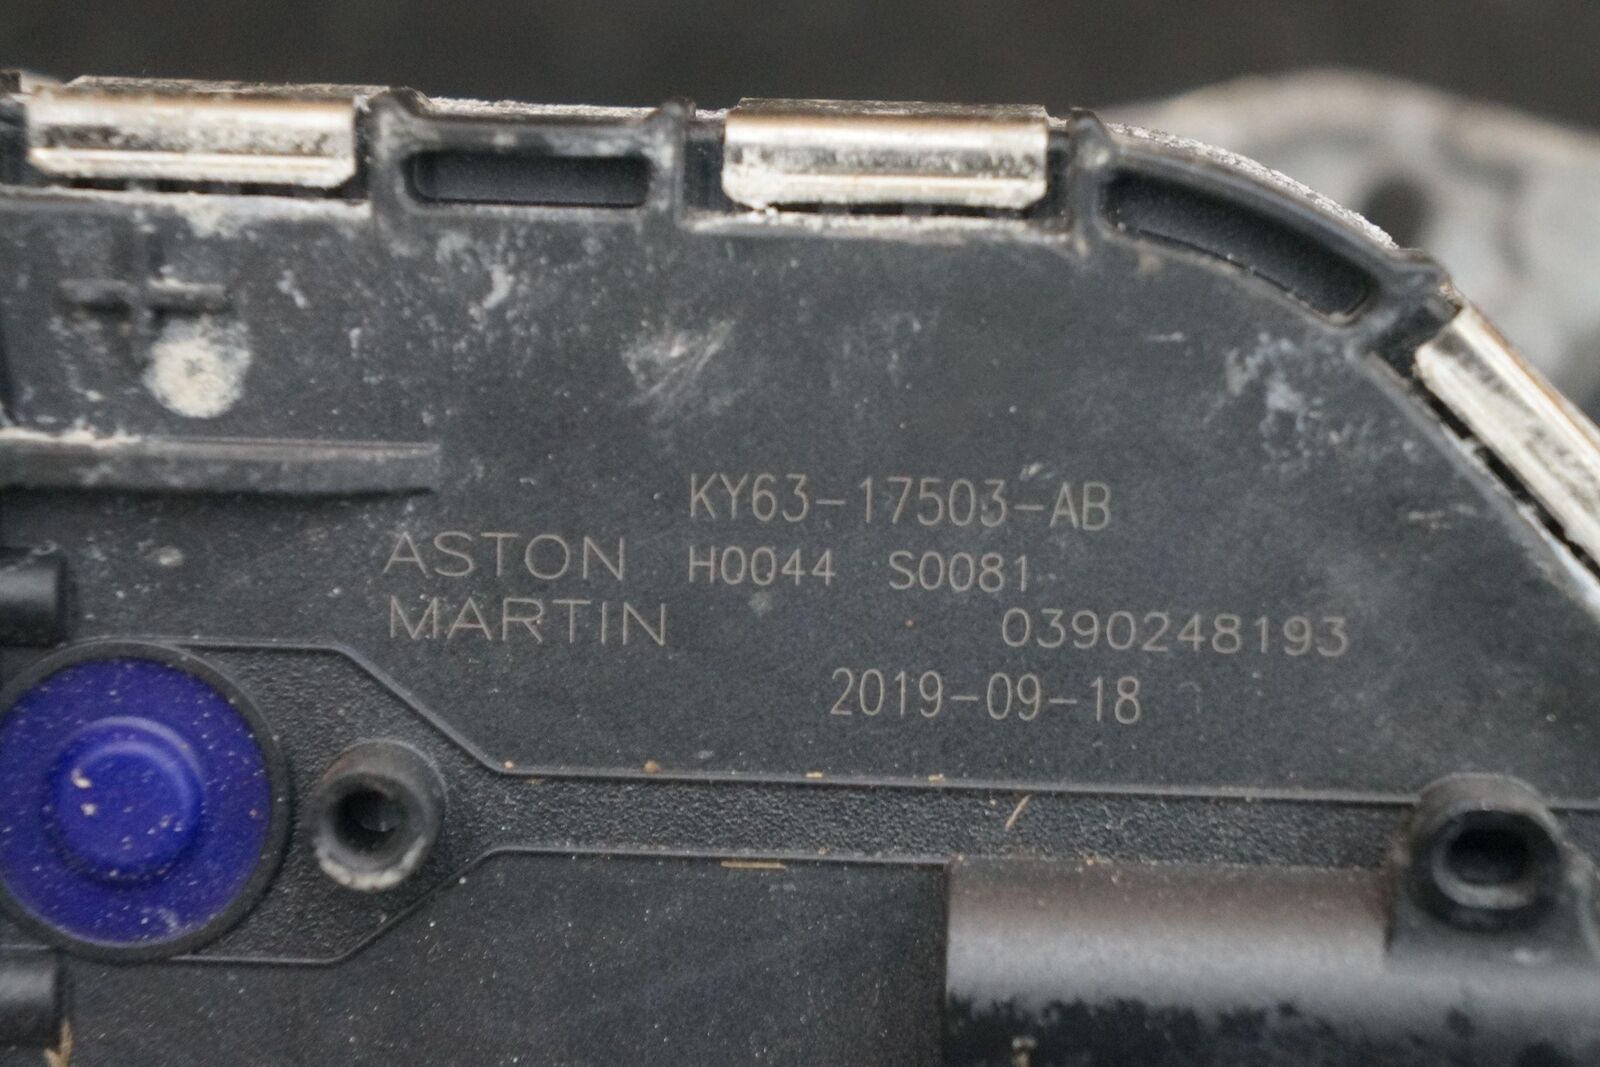 KY63-17503-AB
ASTON H0044 S0081
MARTIN 0390248193
2019-09-18